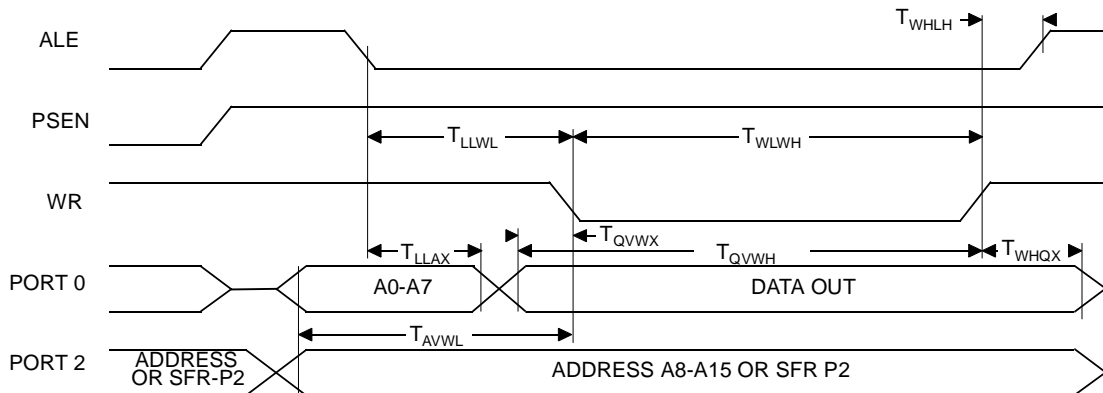 T_WHLH
ALE
PSEN
T_LLWL
T_WLWH
WR
T_QVWX
T_LLAX
T_QVWH
T_WHQX
PORT 0
A0-A7
DATA OUT
T_AVWL
PORT 2
ADDRESS
OR SFR-P2
ADDRESS A8-A15 OR SFR P2